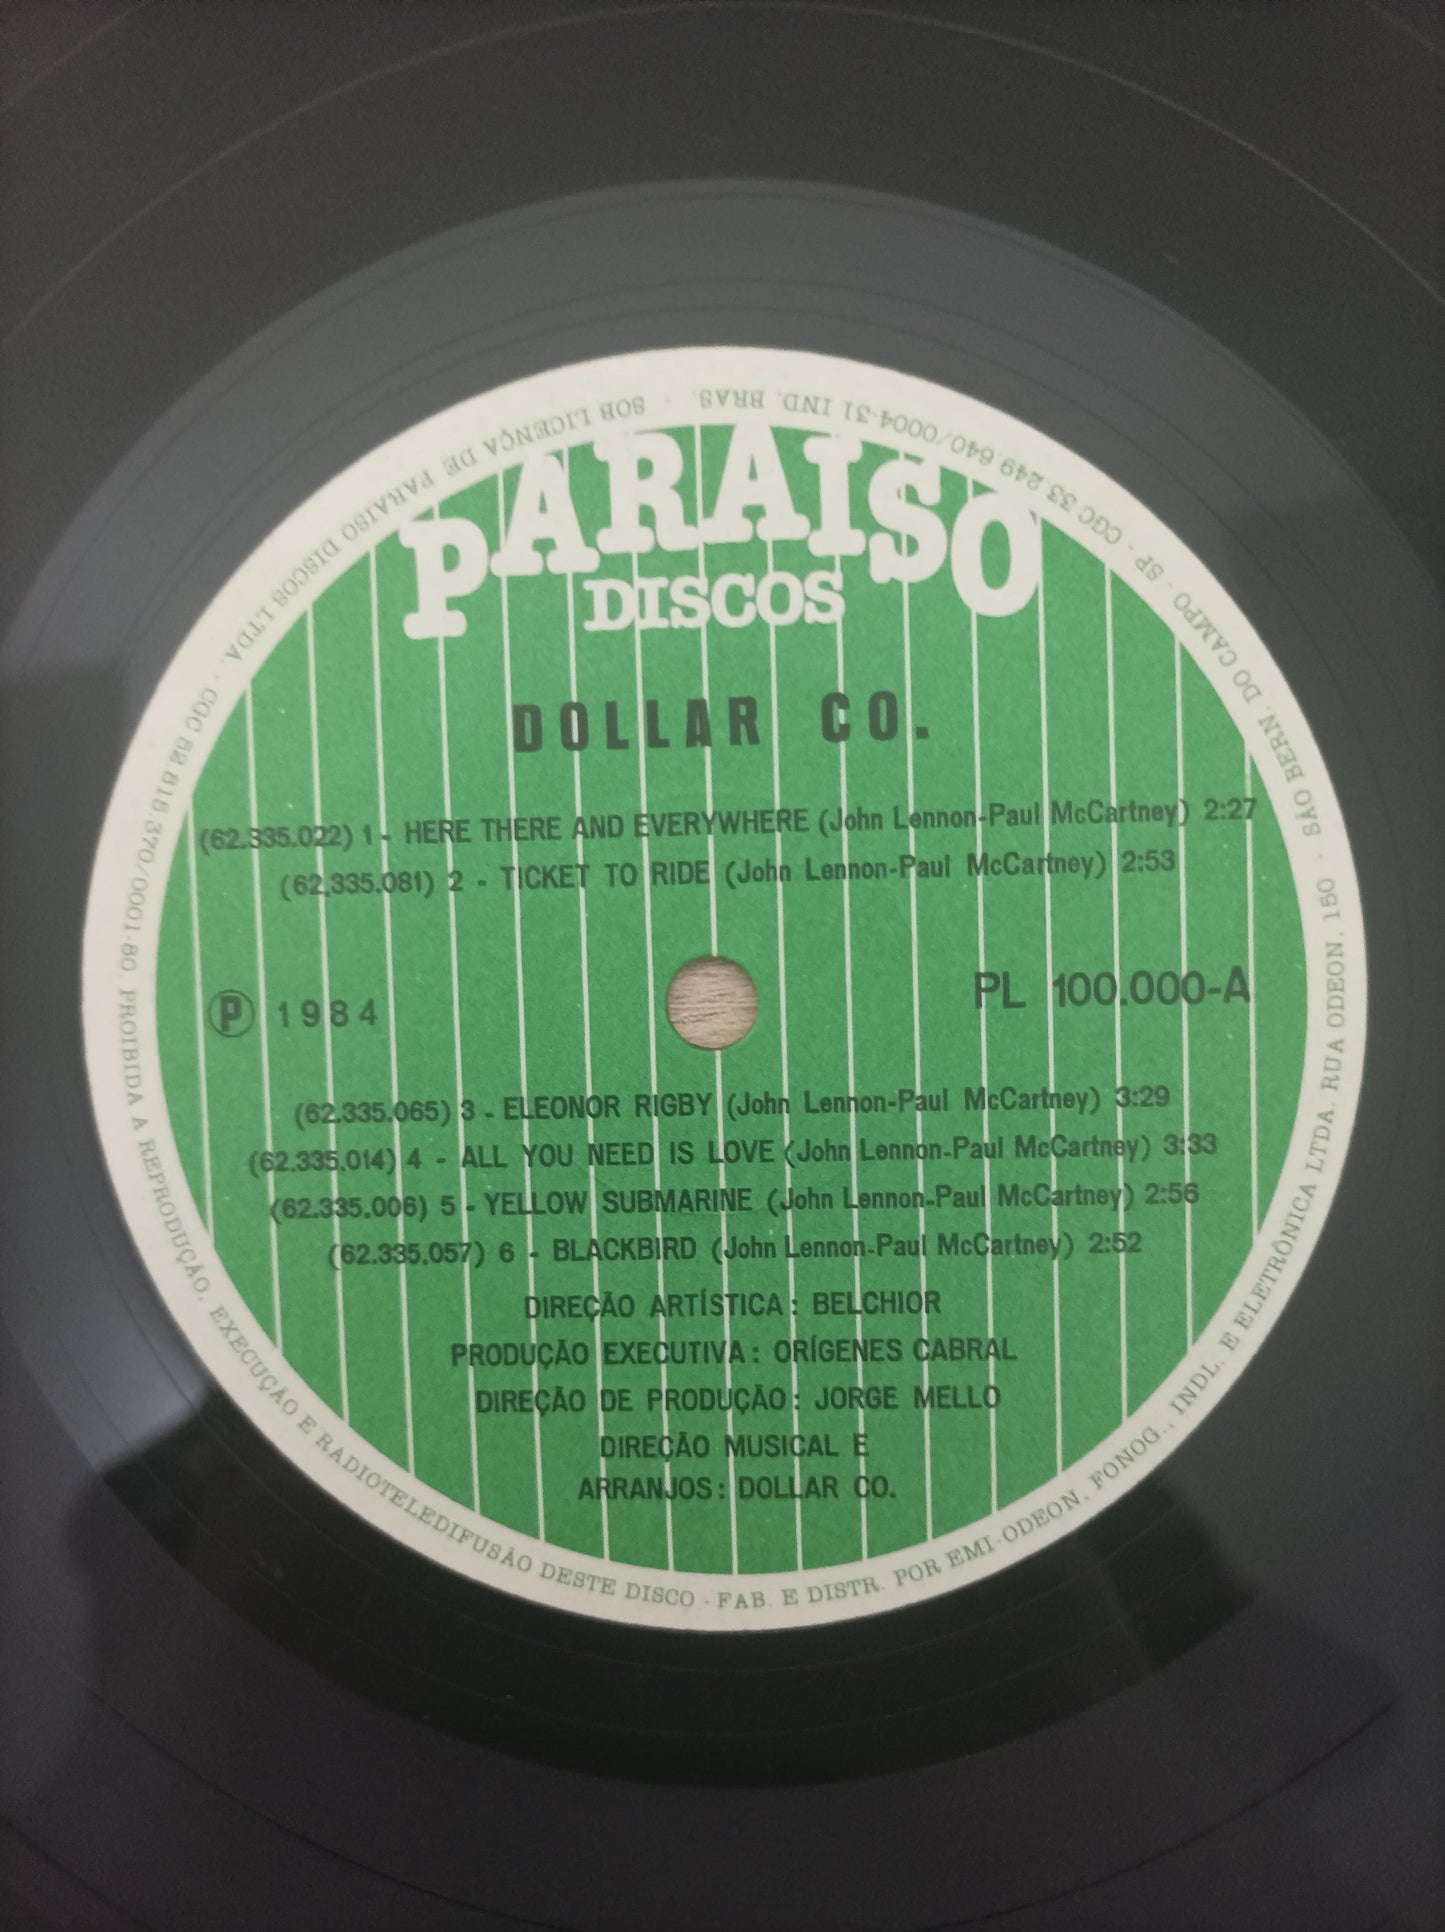 PARAISO
DISCOS
DOLLAR CO.
(62.335.022) 1 - HERE THERE AND EVERYWHERE (John Lennon-Paul McCartney) 2:27
(62.335.081) 2 - TICKET TO RIDE (John Lennon-Paul McCartney) 2:53
Ⓟ 1984
PL 100.000-A
(62.335.065) 3 - ELEONOR RIGBY (John Lennon-Paul McCartney) 3:29
(62.335.014) 4 - ALL YOU NEED IS LOVE (John Lennon-Paul McCartney) 3:33
(62.335.006) 5 - YELLOW SUBMARINE (John Lennon-Paul McCartney) 2:56
(62.335.057) 6 - BLACKBIRD (John Lennon-Paul McCartney) 2:52
DIREÇÃO ARTÍSTICA: BELCHIOR
PRODUÇÃO EXECUTIVA: ORÍGENES CABRAL
DIREÇÃO DE PRODUÇÃO: JORGE MELLO
DIREÇÃO MUSICAL E
ARRANJOS: DOLLAR CO.
SOB LICENÇA DE PARAISO DISCOS LTDA. - CGC 52.816.370/0001-80. PROIBIDA A REPRODUÇÃO, EXECUÇÃO E RADIOTELEDIFUSÃO DESTE DISCO - FAB. E DISTR. POR EMI-ODEON, FONOG., INDL. E ELETRÔNICA LTDA. RUA ODEON, 150 - SÃO BERN. DO CAMPO - SP - CGC 33 249.640/0004-31 IND. BRAS. -